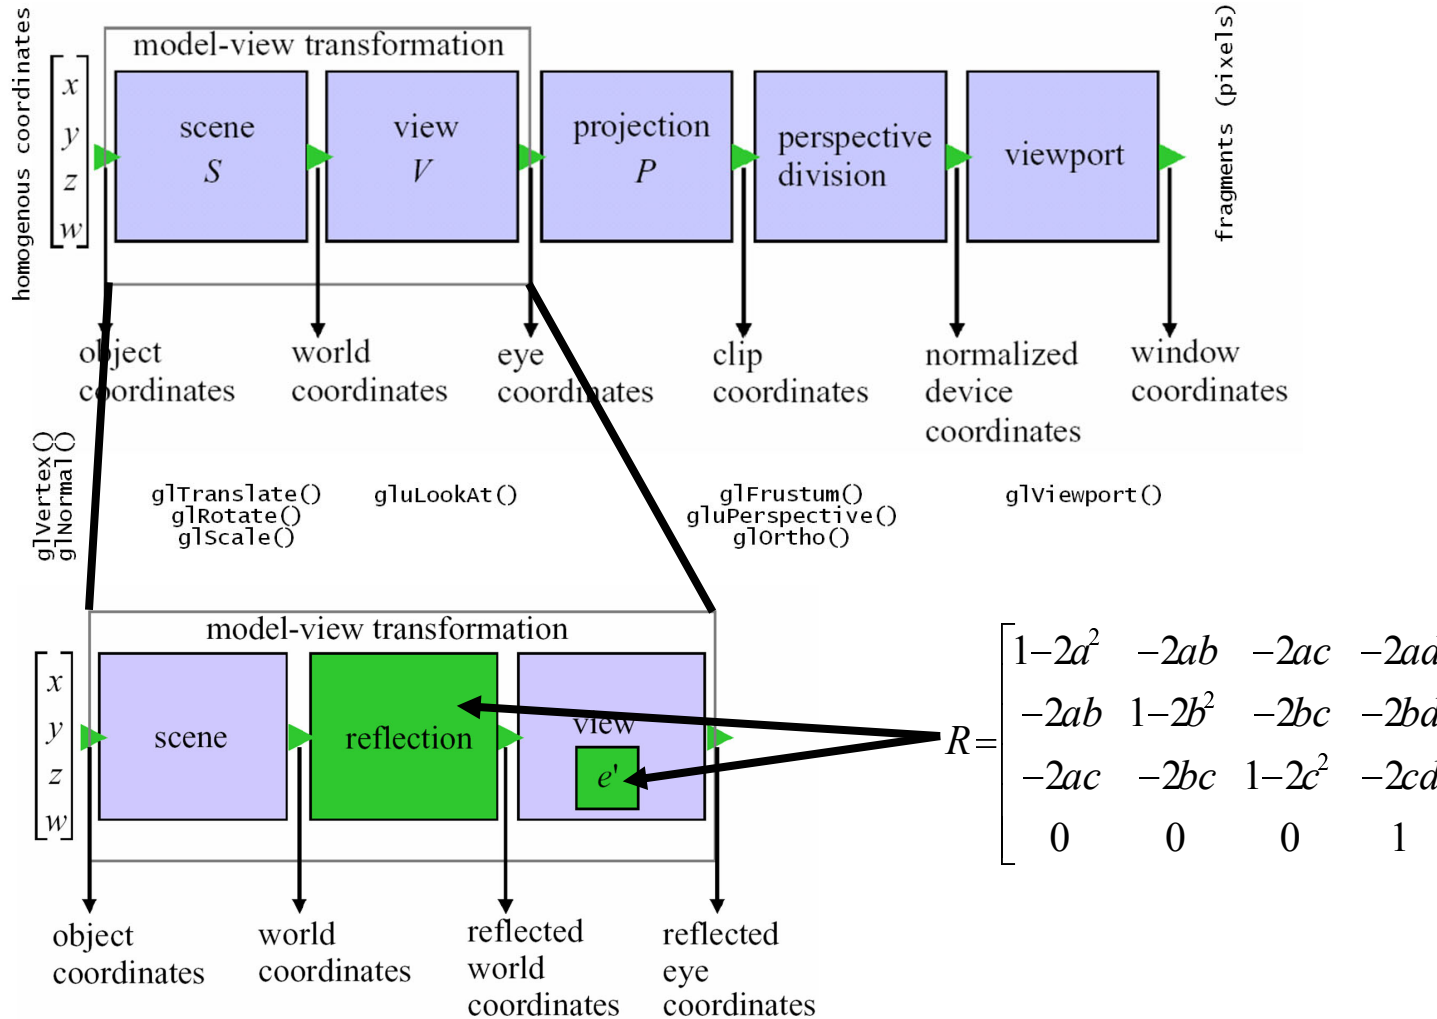 homogenous coordinates
model-view transformation
x
y
z
w
scene
S
view
V
projection
P
perspective
division
viewport
fragments (pixels)
object
coordinates
world
coordinates
eye
coordinates
clip
coordinates
normalized
device
coordinates
window
coordinates
glVertex()
glNormal()
glTranslate()
glRotate()
glScale()
gluLookAt()
glFrustum()
gluPerspective()
glOrtho()
glViewport()
model-view transformation
x
y
z
w
scene
reflection
view
e'
R=
1−2a² −2ab −2ac −2ad
−2ab 1−2b² −2bc −2bd
−2ac −2bc 1−2c² −2cd
0 0 0 1
object
coordinates
world
coordinates
reflected
world
coordinates
reflected
eye
coordinates